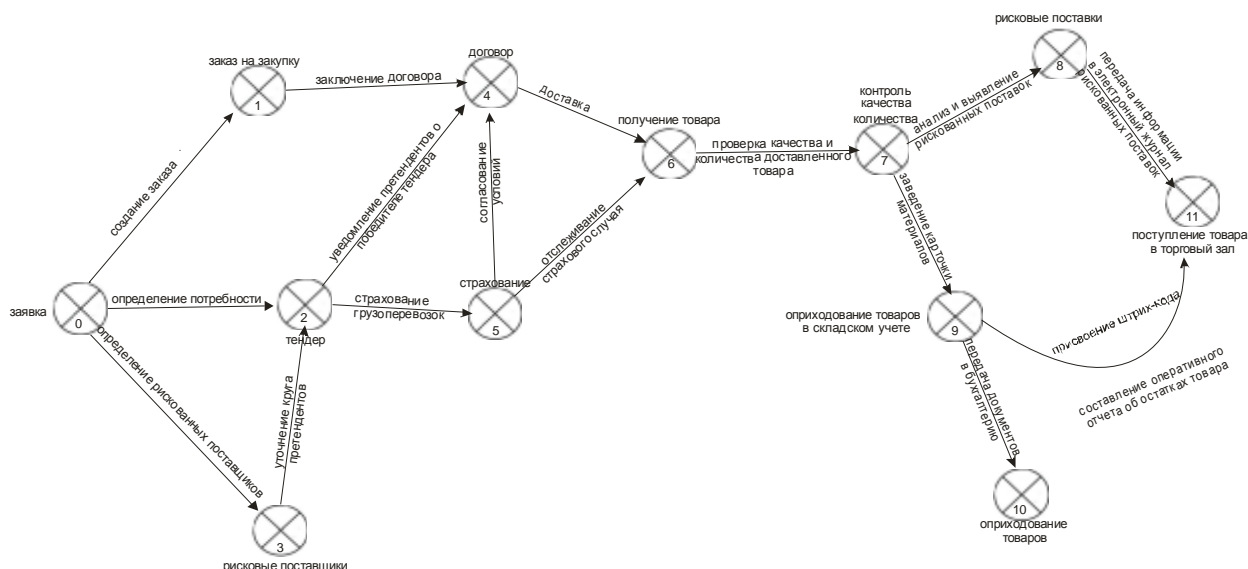 рисковые поставки
8
заказ на закупку
1
договор
4
заключение договора
доставка
получение товара
6
контроль
качества
количества
7
анализ и выявление
рискованных поставок
передача информации
в электронный журнал
рискованных поставок
проверка качества и
количества доставленного
товара
11
поступление товара
в торговый зал
создание заказа
уведомление претендентов о
победителе тендера
согласование
условий
отслеживание
страхового случая
заведение карточки
материалов
заявка
0
определение потребности
2
тендер
страхование
грузоперевозок
страхование
5
оприходование товаров
в складском учете
9
присвоение штрих-кода
составление оперативного
отчета об остатках товара
определение рискованных поставщиков
уточнение круга
претендентов
передача документов
в бухгалтерию
3
рисковые поставщики
10
оприходование
товаров